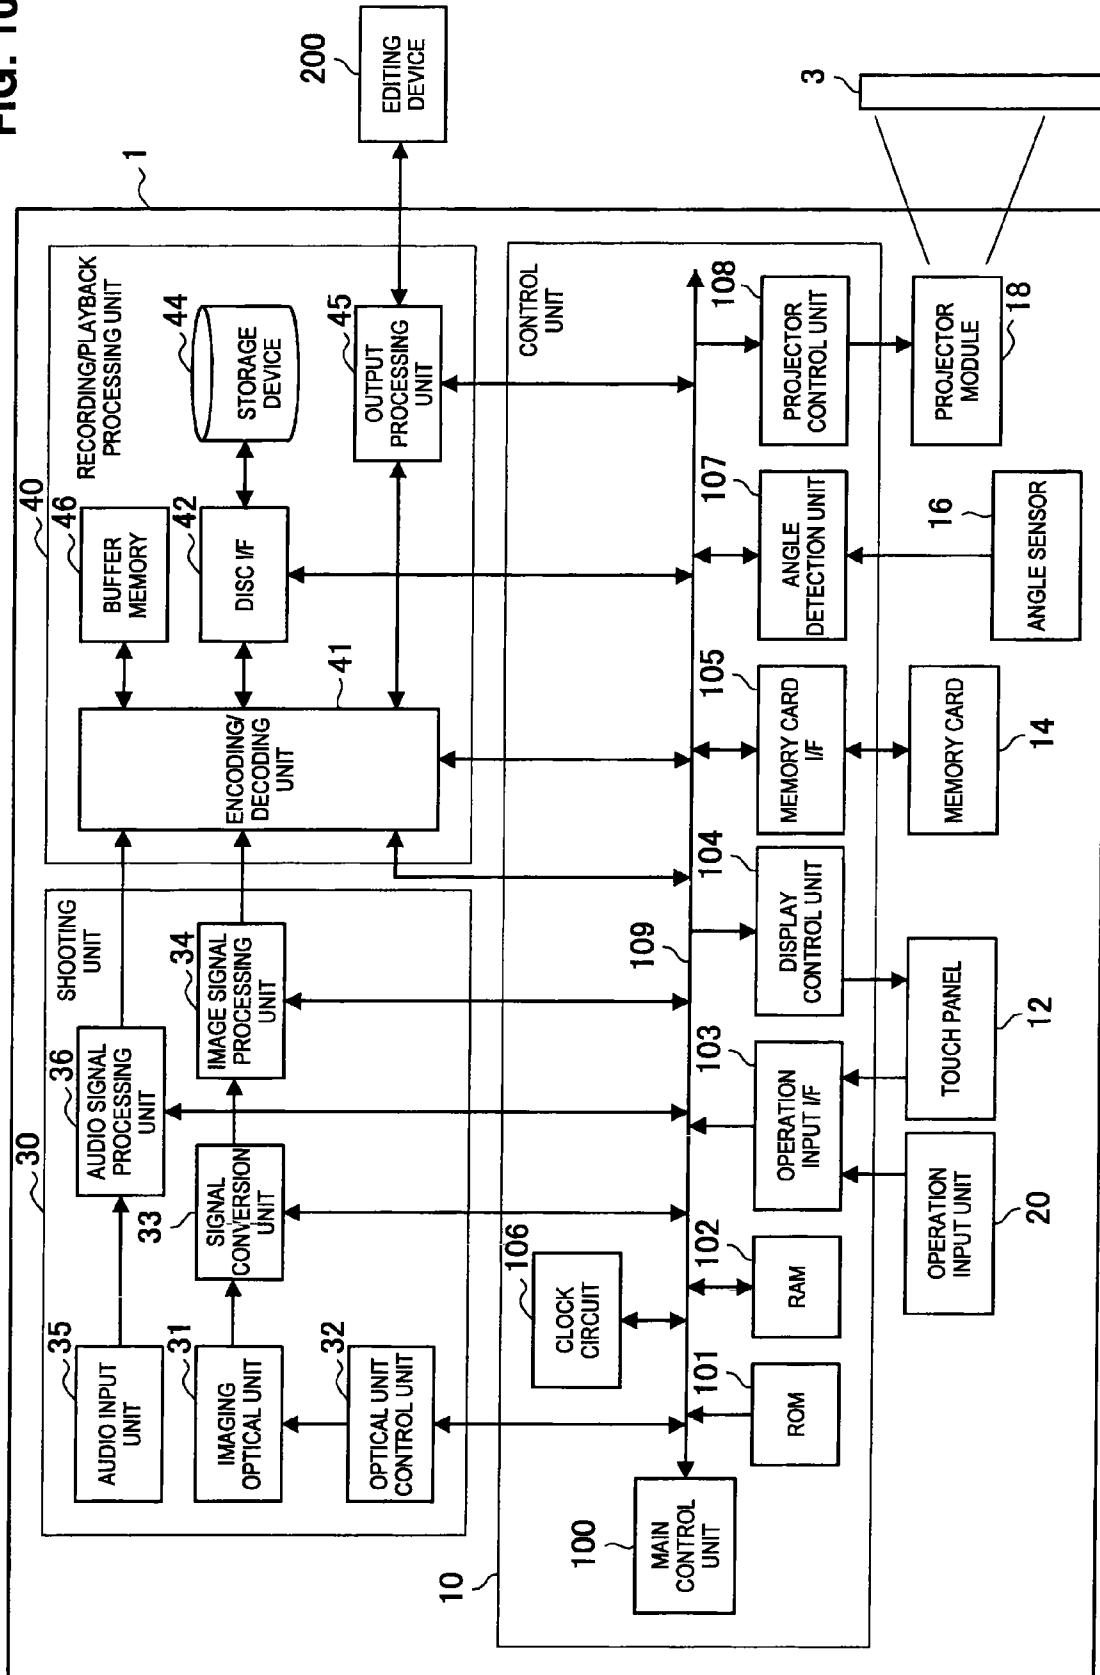 1
30
SHOOTING
UNIT
35
AUDIO INPUT
UNIT
36
AUDIO SIGNAL
PROCESSING
UNIT
31
IMAGING
OPTICAL UNIT
33
SIGNAL
CONVERSION
UNIT
34
IMAGE SIGNAL
PROCESSING
UNIT
32
OPTICAL UNIT
CONTROL UNIT
40
RECORDING/PLAYBACK
PROCESSING UNIT
41
ENCODING/
DECODING
UNIT
46
BUFFER
MEMORY
42
DISC I/F
44
STORAGE
DEVICE
45
OUTPUT
PROCESSING
UNIT
200
EDITING
DEVICE
10
CONTROL
UNIT
100
MAIN
CONTROL
UNIT
106
CLOCK
CIRCUIT
109
101
ROM
102
RAM
103
OPERATION
INPUT I/F
104
DISPLAY
CONTROL UNIT
105
MEMORY CARD
I/F
107
ANGLE
DETECTION UNIT
108
PROJECTOR
CONTROL UNIT
OPERATION
INPUT UNIT
20
TOUCH PANEL
12
MEMORY CARD
14
16
ANGLE SENSOR
PROJECTOR
MODULE
18
3